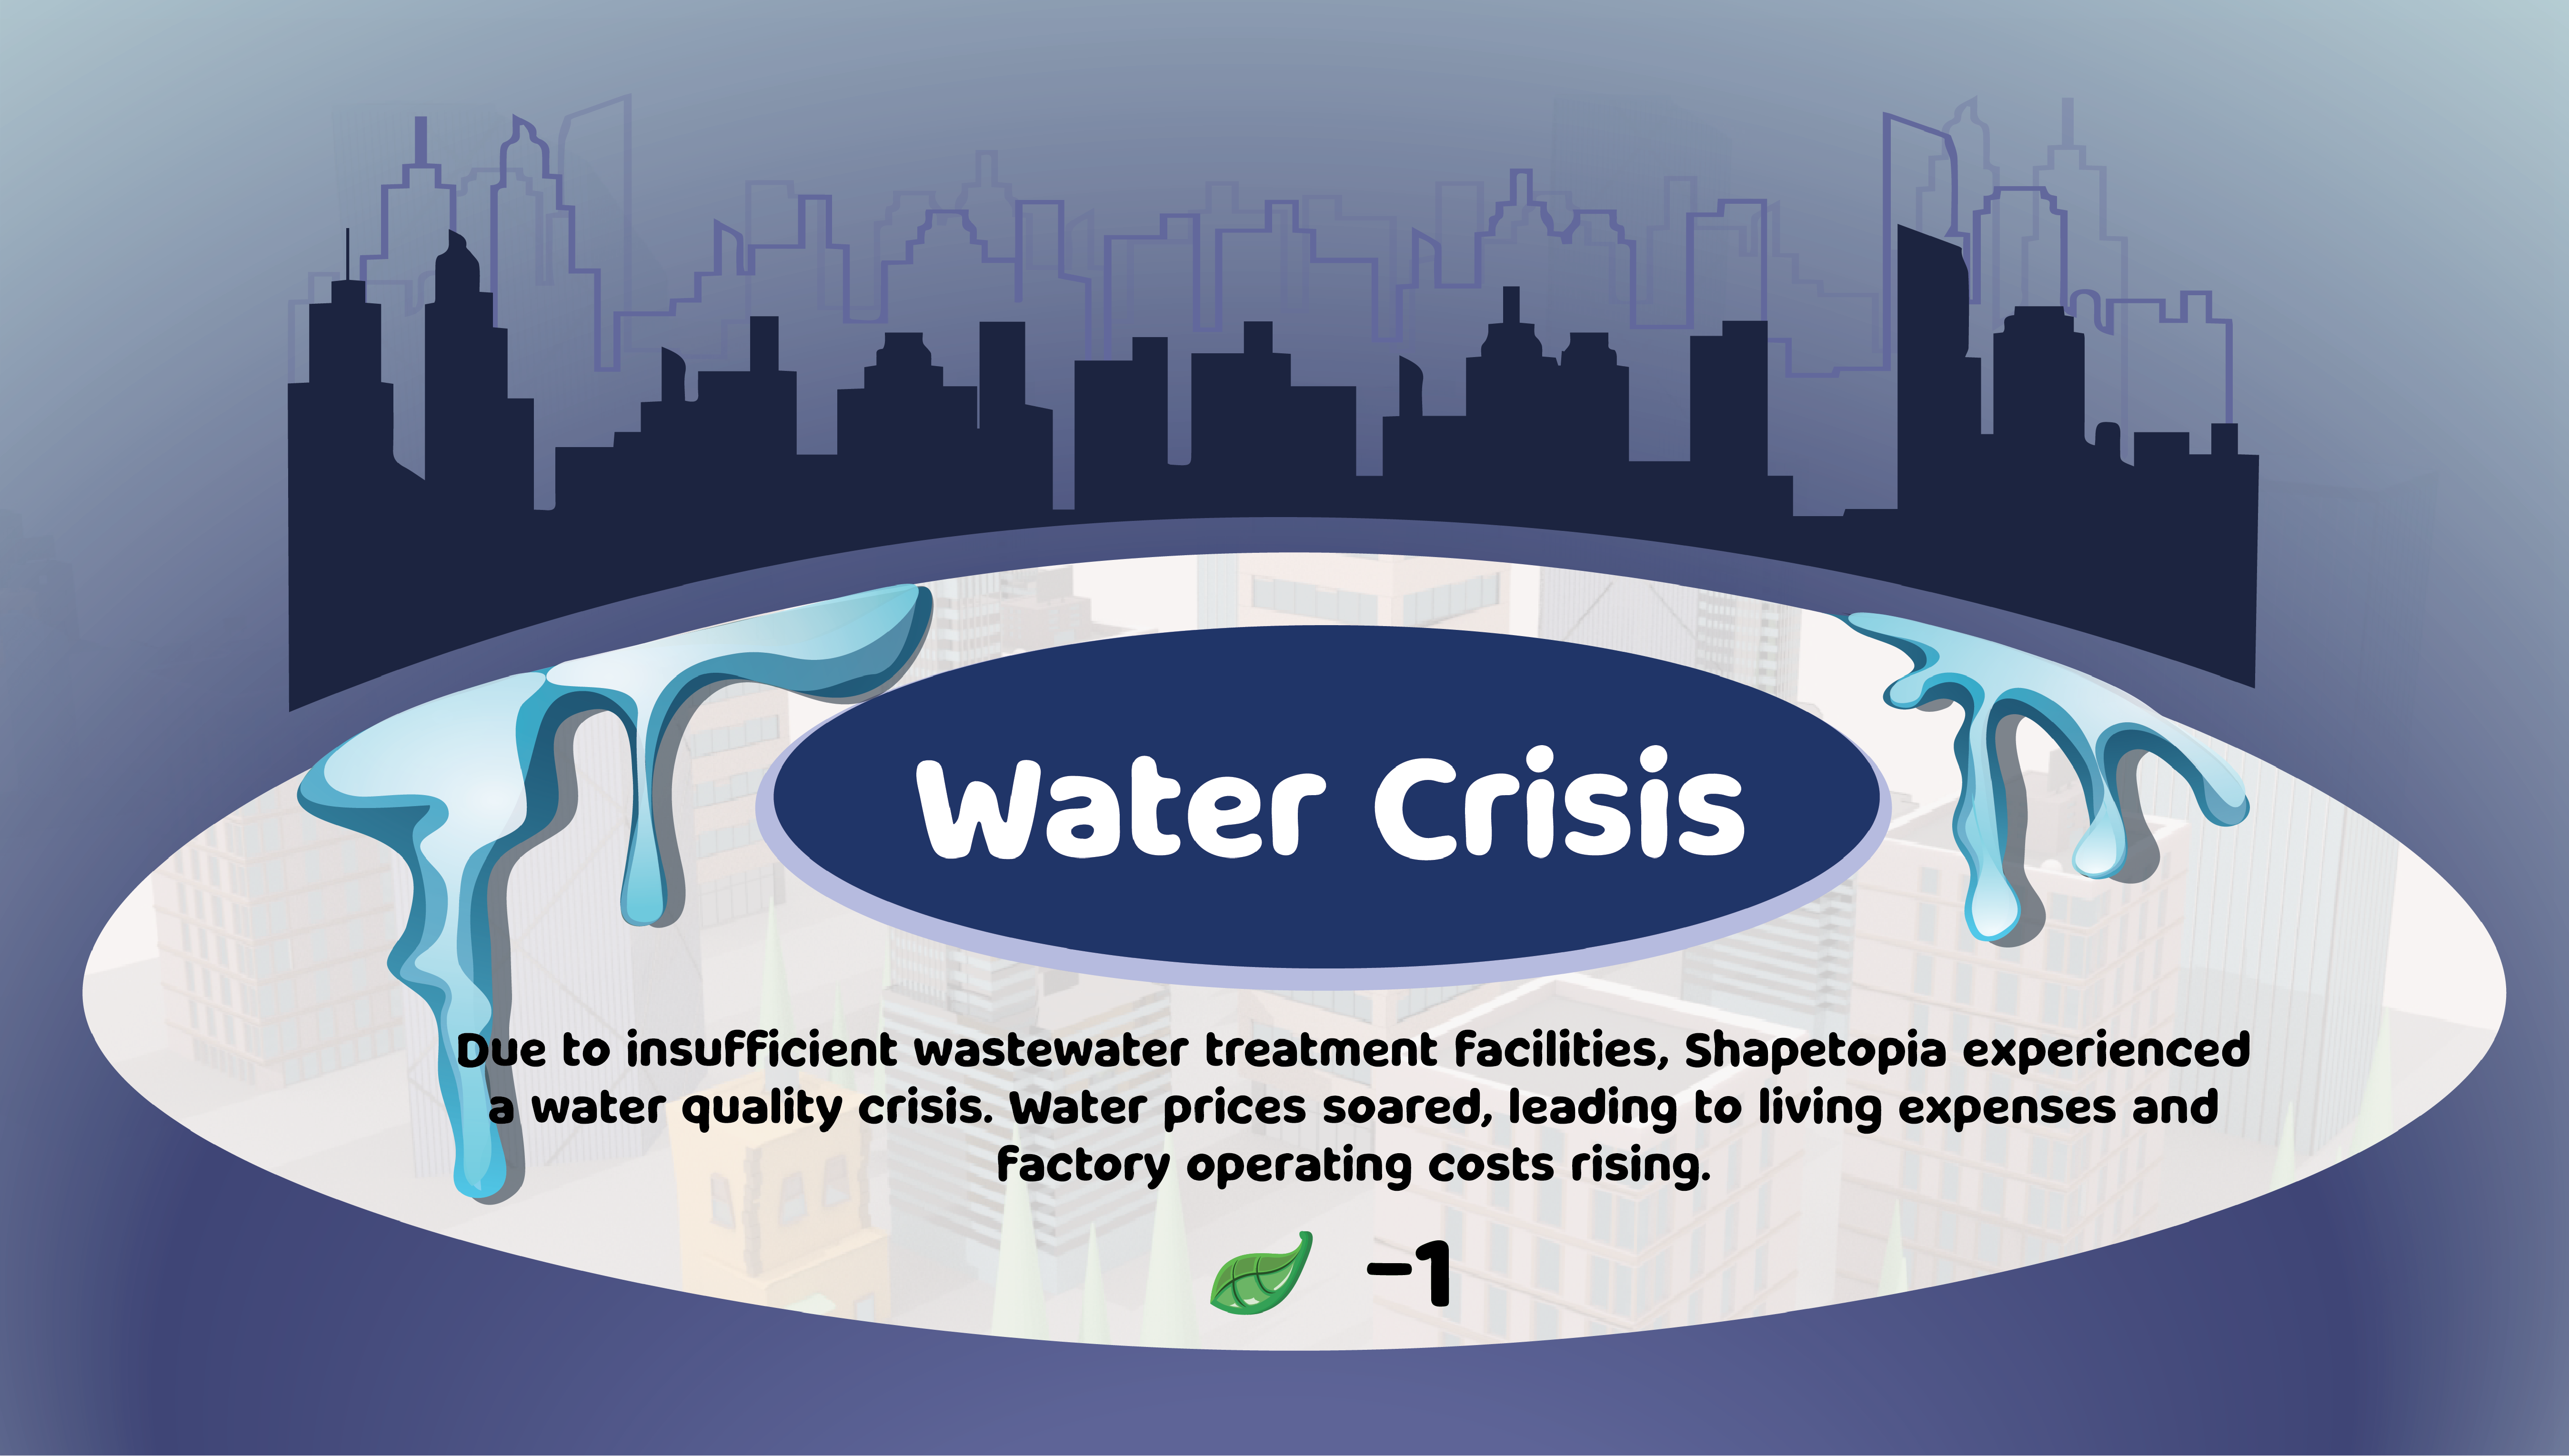 Water Crisis
Due to insufficient wastewater treatment facilities, Shapetopia experienced
a water quality crisis. Water prices soared, leading to living expenses and
factory operating costs rising.
-1